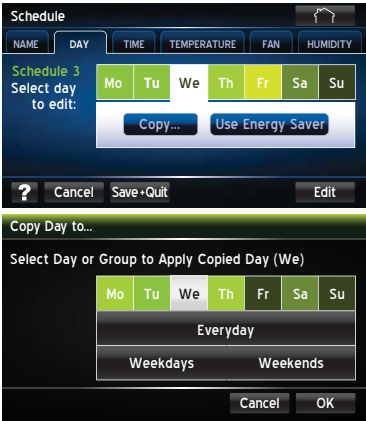 Schedule
NAME DAY TIME TEMPERATURE FAN HUMIDITY
Schedule 3
Select day
to edit:
Mo Tu We Th Fr Sa Su
Copy... Use Energy Saver
? Cancel Save+Quit Edit
Copy Day to...
Select Day or Group to Apply Copied Day (We)
Mo Tu We Th Fr Sa Su
Everyday
Weekdays Weekends
Cancel OK